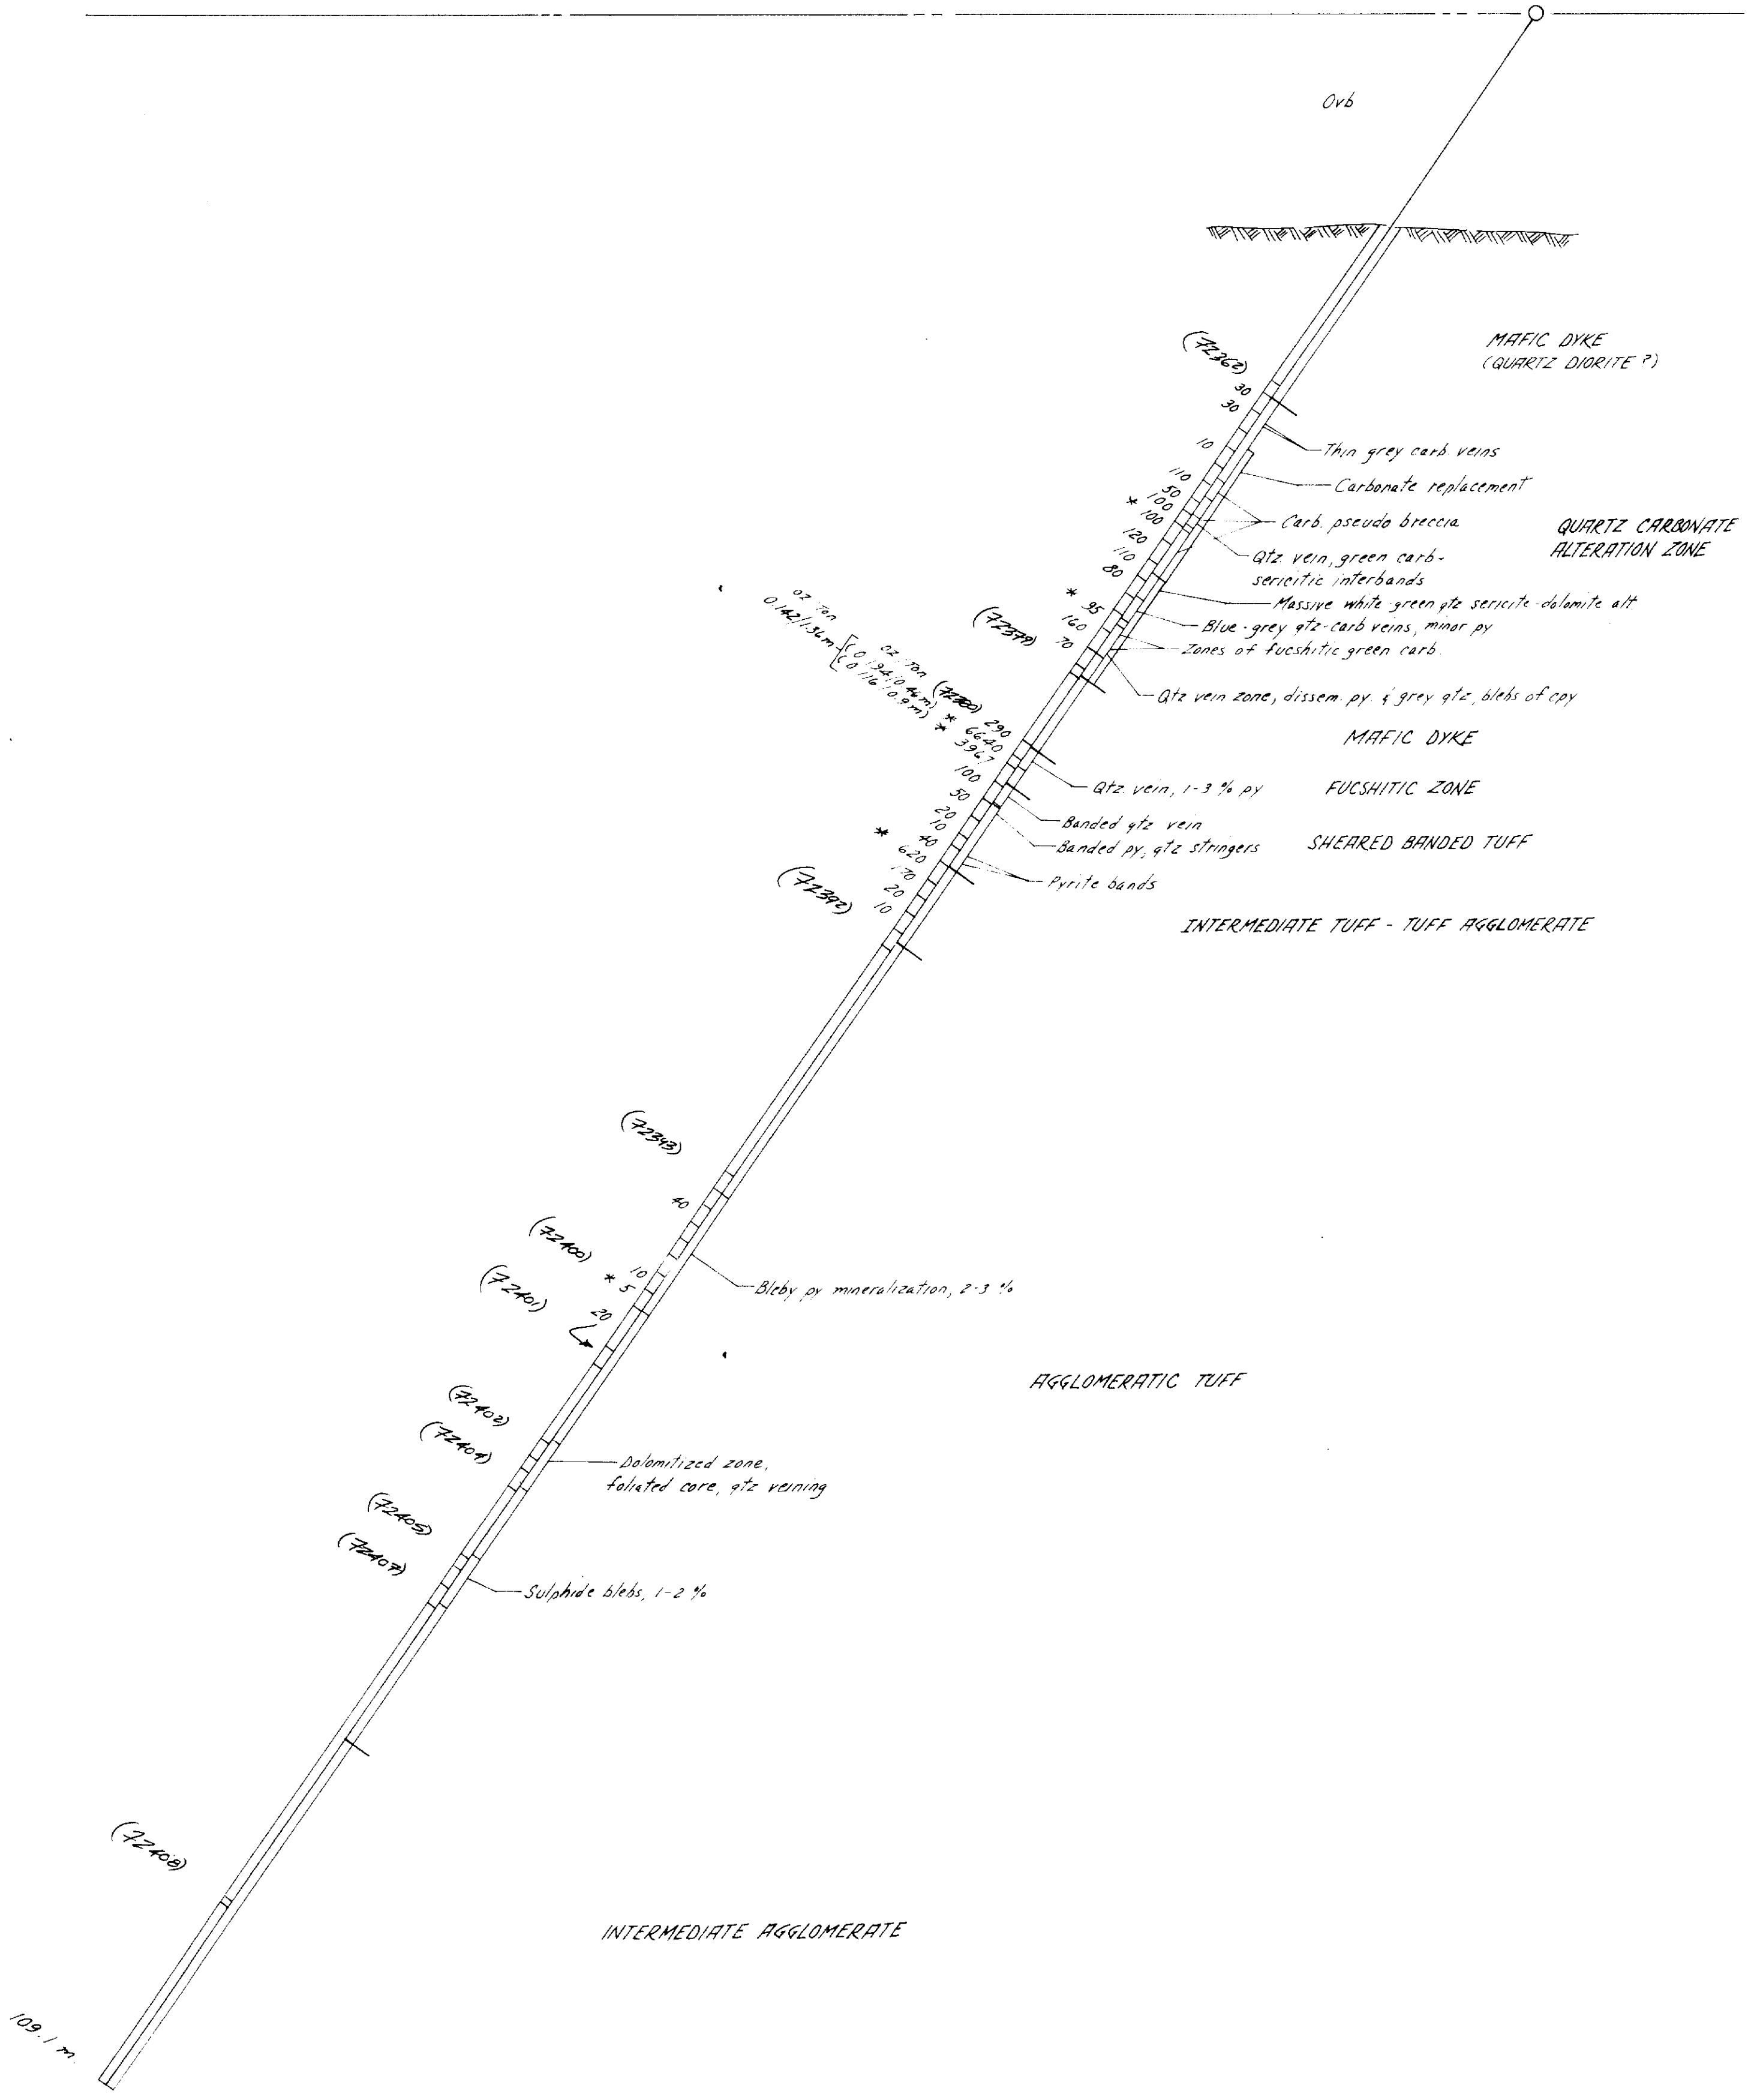 Ovb
MAFIC DYKE
(QUARTZ DIORITE ?)
(72362)
30
30
10
Thin grey carb. veins
110
50
* 100
* 100
Carbonate replacement
Carb. pseudo breccia
QUARTZ CARBONATE
ALTERATION ZONE
120
110
80
Qtz vein, green carb-
sericitic interbands
Massive white-green qtz sericite-dolomite alt
* 95
160
70
(72379)
Blue-grey qtz-carb veins, minor py
Zones of fucshitic green carb.
Qtz vein zone, dissem. py. & grey qtz, blebs of cpy
oz Ton
0.142/1.36m
oz Ton
(0.194/0.46m)
(0.116/0.9m)
290
* 6640
* 3967
MAFIC DYKE
100
50
20
10
40
* 620
170
20
10
(72392)
Qtz. vein, 1-3 % py
FUCSHITIC ZONE
Banded qtz vein
Banded py, qtz stringers
SHEARED BANDED TUFF
Pyrite bands
INTERMEDIATE TUFF - TUFF AGGLOMERATE
(72393)
40
(72400)
10
* 5
(72401)
20
Bleby py mineralization, 2-3 %
AGGLOMERATIC TUFF
(72402)
(72404)
Dolomitized zone,
foliated core, qtz veining
(72405)
(72407)
Sulphide blebs, 1-2 %
(72408)
INTERMEDIATE AGGLOMERATE
109.1 m.